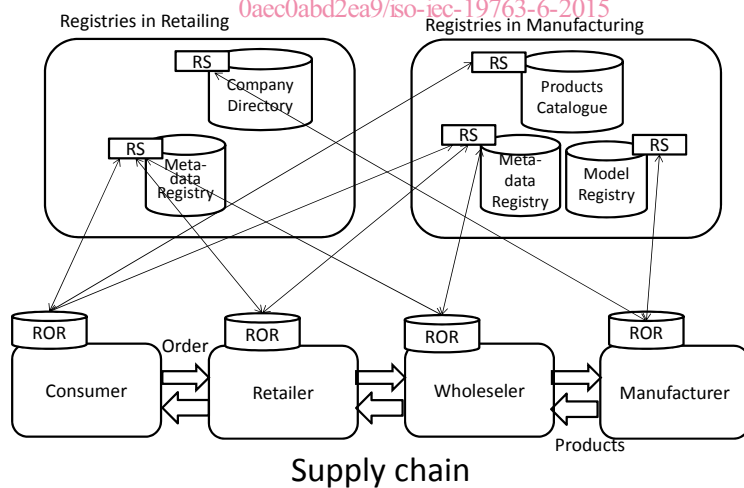 0aec0abd2ea9/iso-iec-19763-6-2015
Registries in Retailing
Registries in Manufacturing
RS
Company
Directory
RS
Products
Catalogue
RS
Meta-
data
Registry
RS
Meta-
data
Registry
RS
Model
Registry
ROR
ROR
ROR
ROR
Order
Consumer
Retailer
Wholeseler
Manufacturer
Products
Supply chain